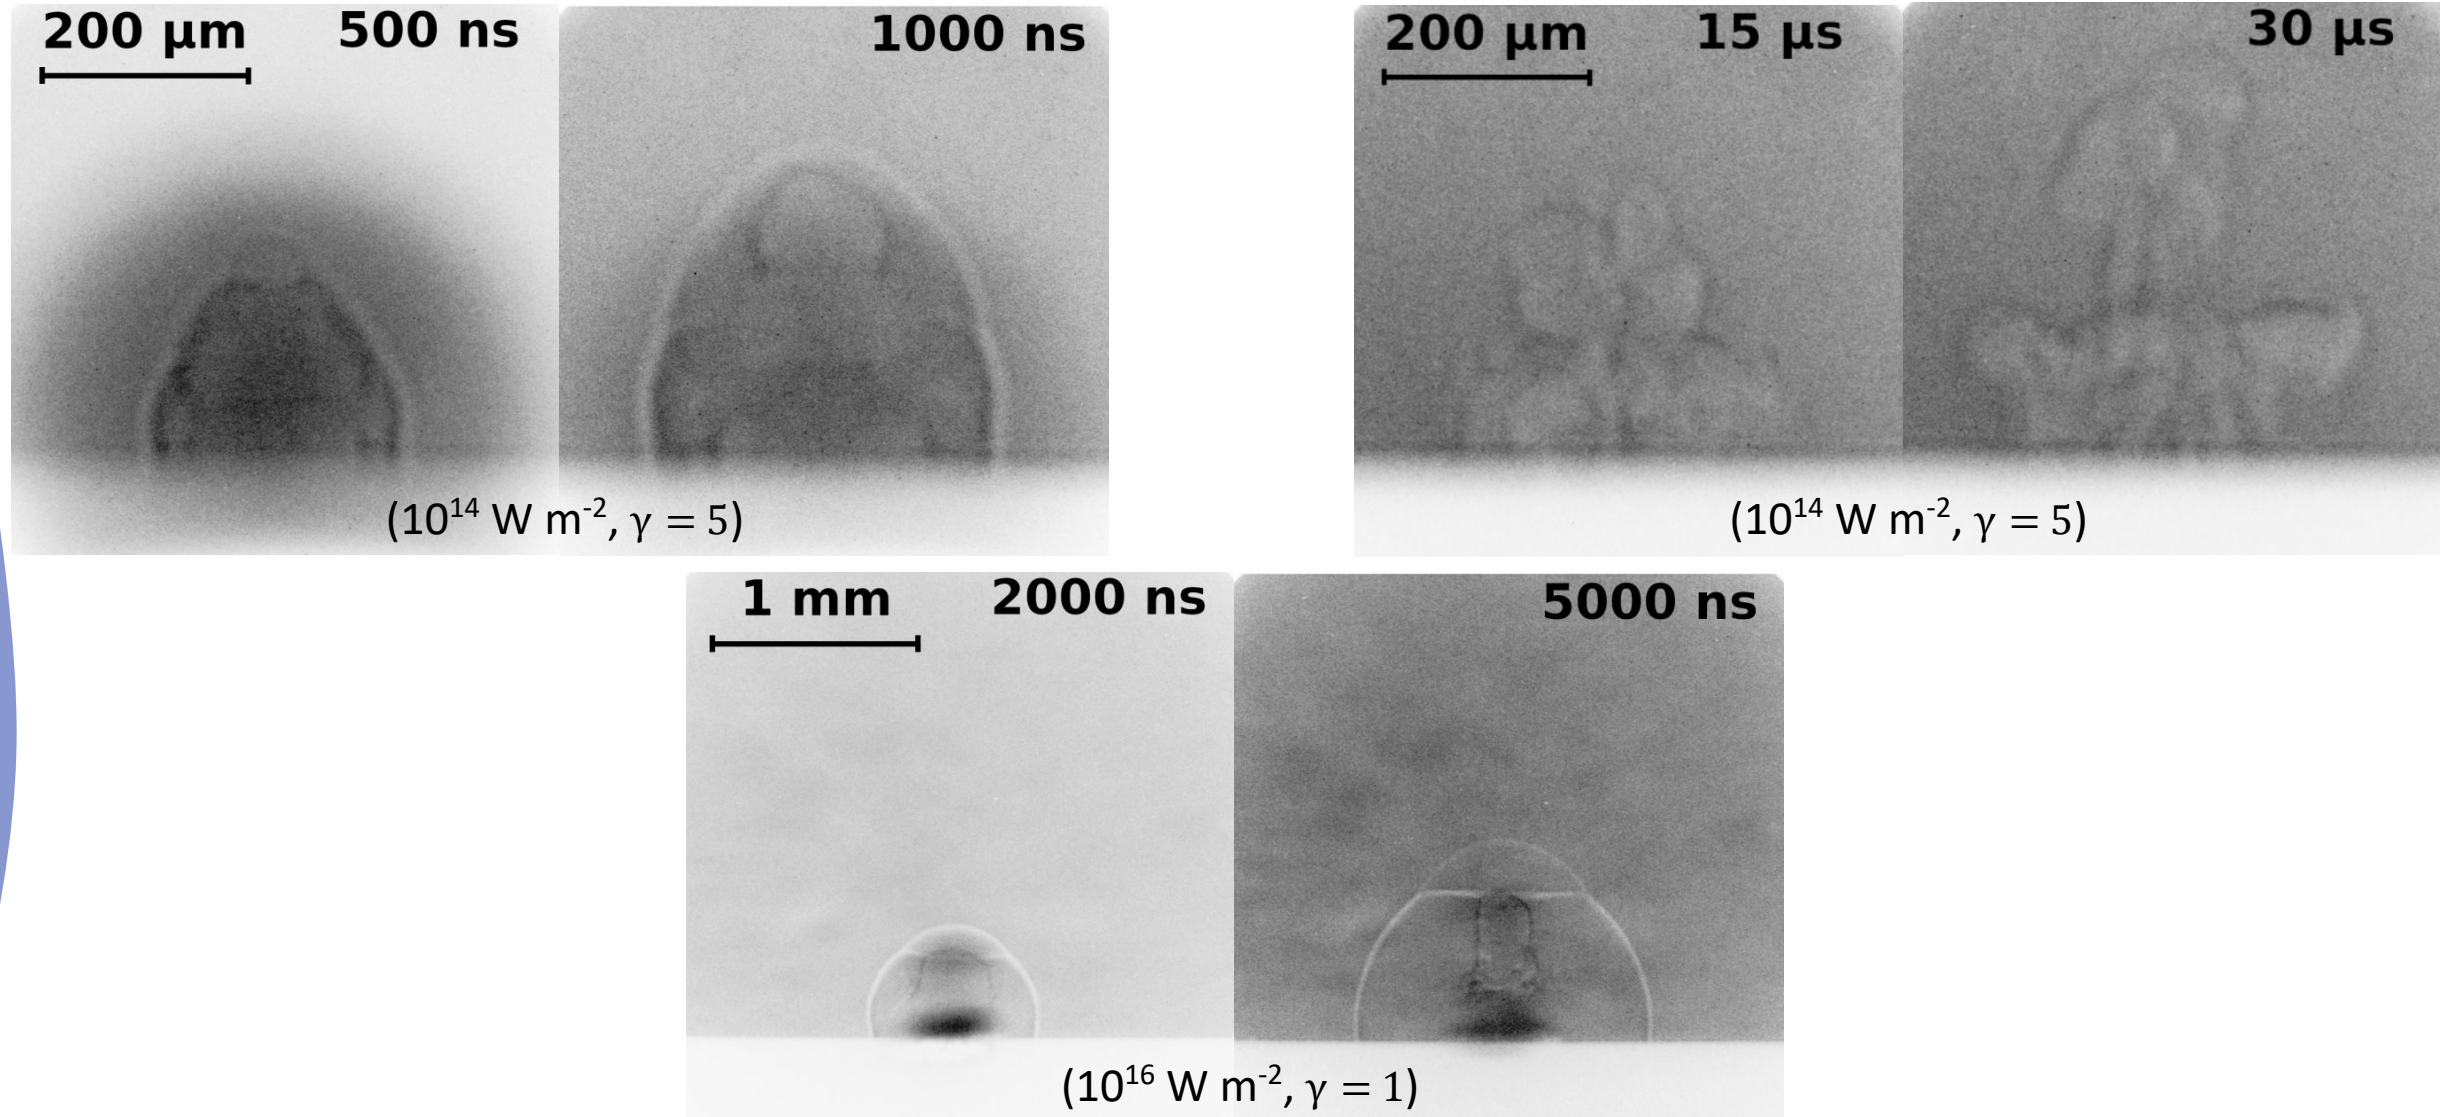 200 µm 500 ns 1000 ns
(10¹⁴ W m⁻², γ = 5)
200 µm 15 µs 30 µs
(10¹⁴ W m⁻², γ = 5)
1 mm 2000 ns 5000 ns
(10¹⁶ W m⁻², γ = 1)